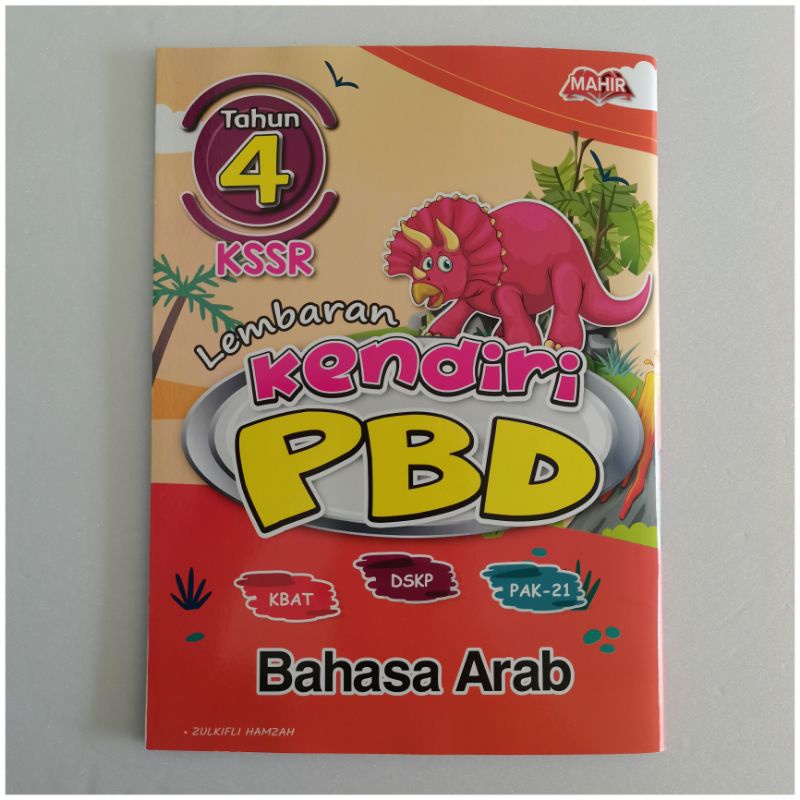 MAHIR
Tahun
4
KSSR
Lembaran
Kendiri
PBD
KBAT
DSKP
PAK-21
Bahasa Arab
• ZULKIFLI HAMZAH